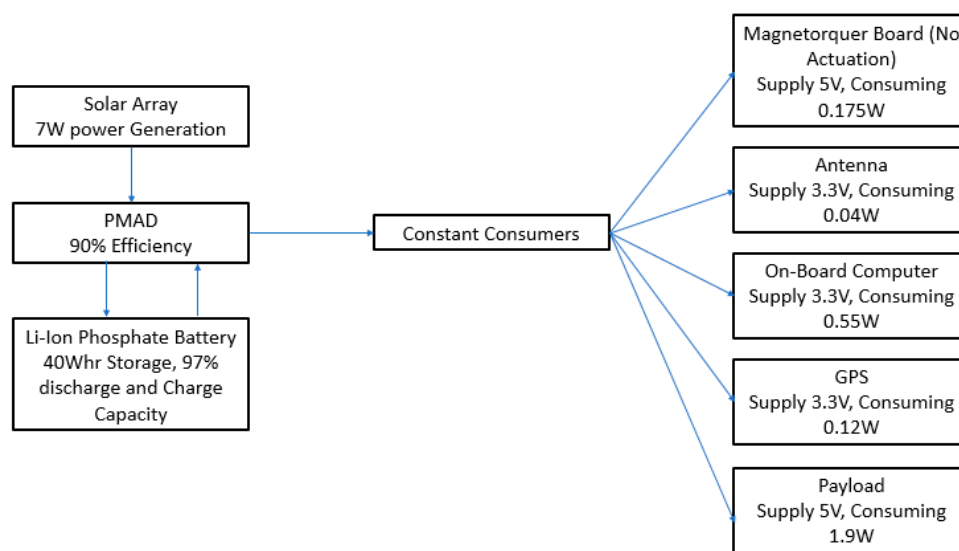 Solar Array
7W power Generation
PMAD
90% Efficiency
Li-Ion Phosphate Battery
40Whr Storage, 97%
discharge and Charge
Capacity
Constant Consumers
Magnetorquer Board (No
Actuation)
Supply 5V, Consuming
0.175W
Antenna
Supply 3.3V, Consuming
0.04W
On-Board Computer
Supply 3.3V, Consuming
0.55W
GPS
Supply 3.3V, Consuming
0.12W
Payload
Supply 5V, Consuming
1.9W